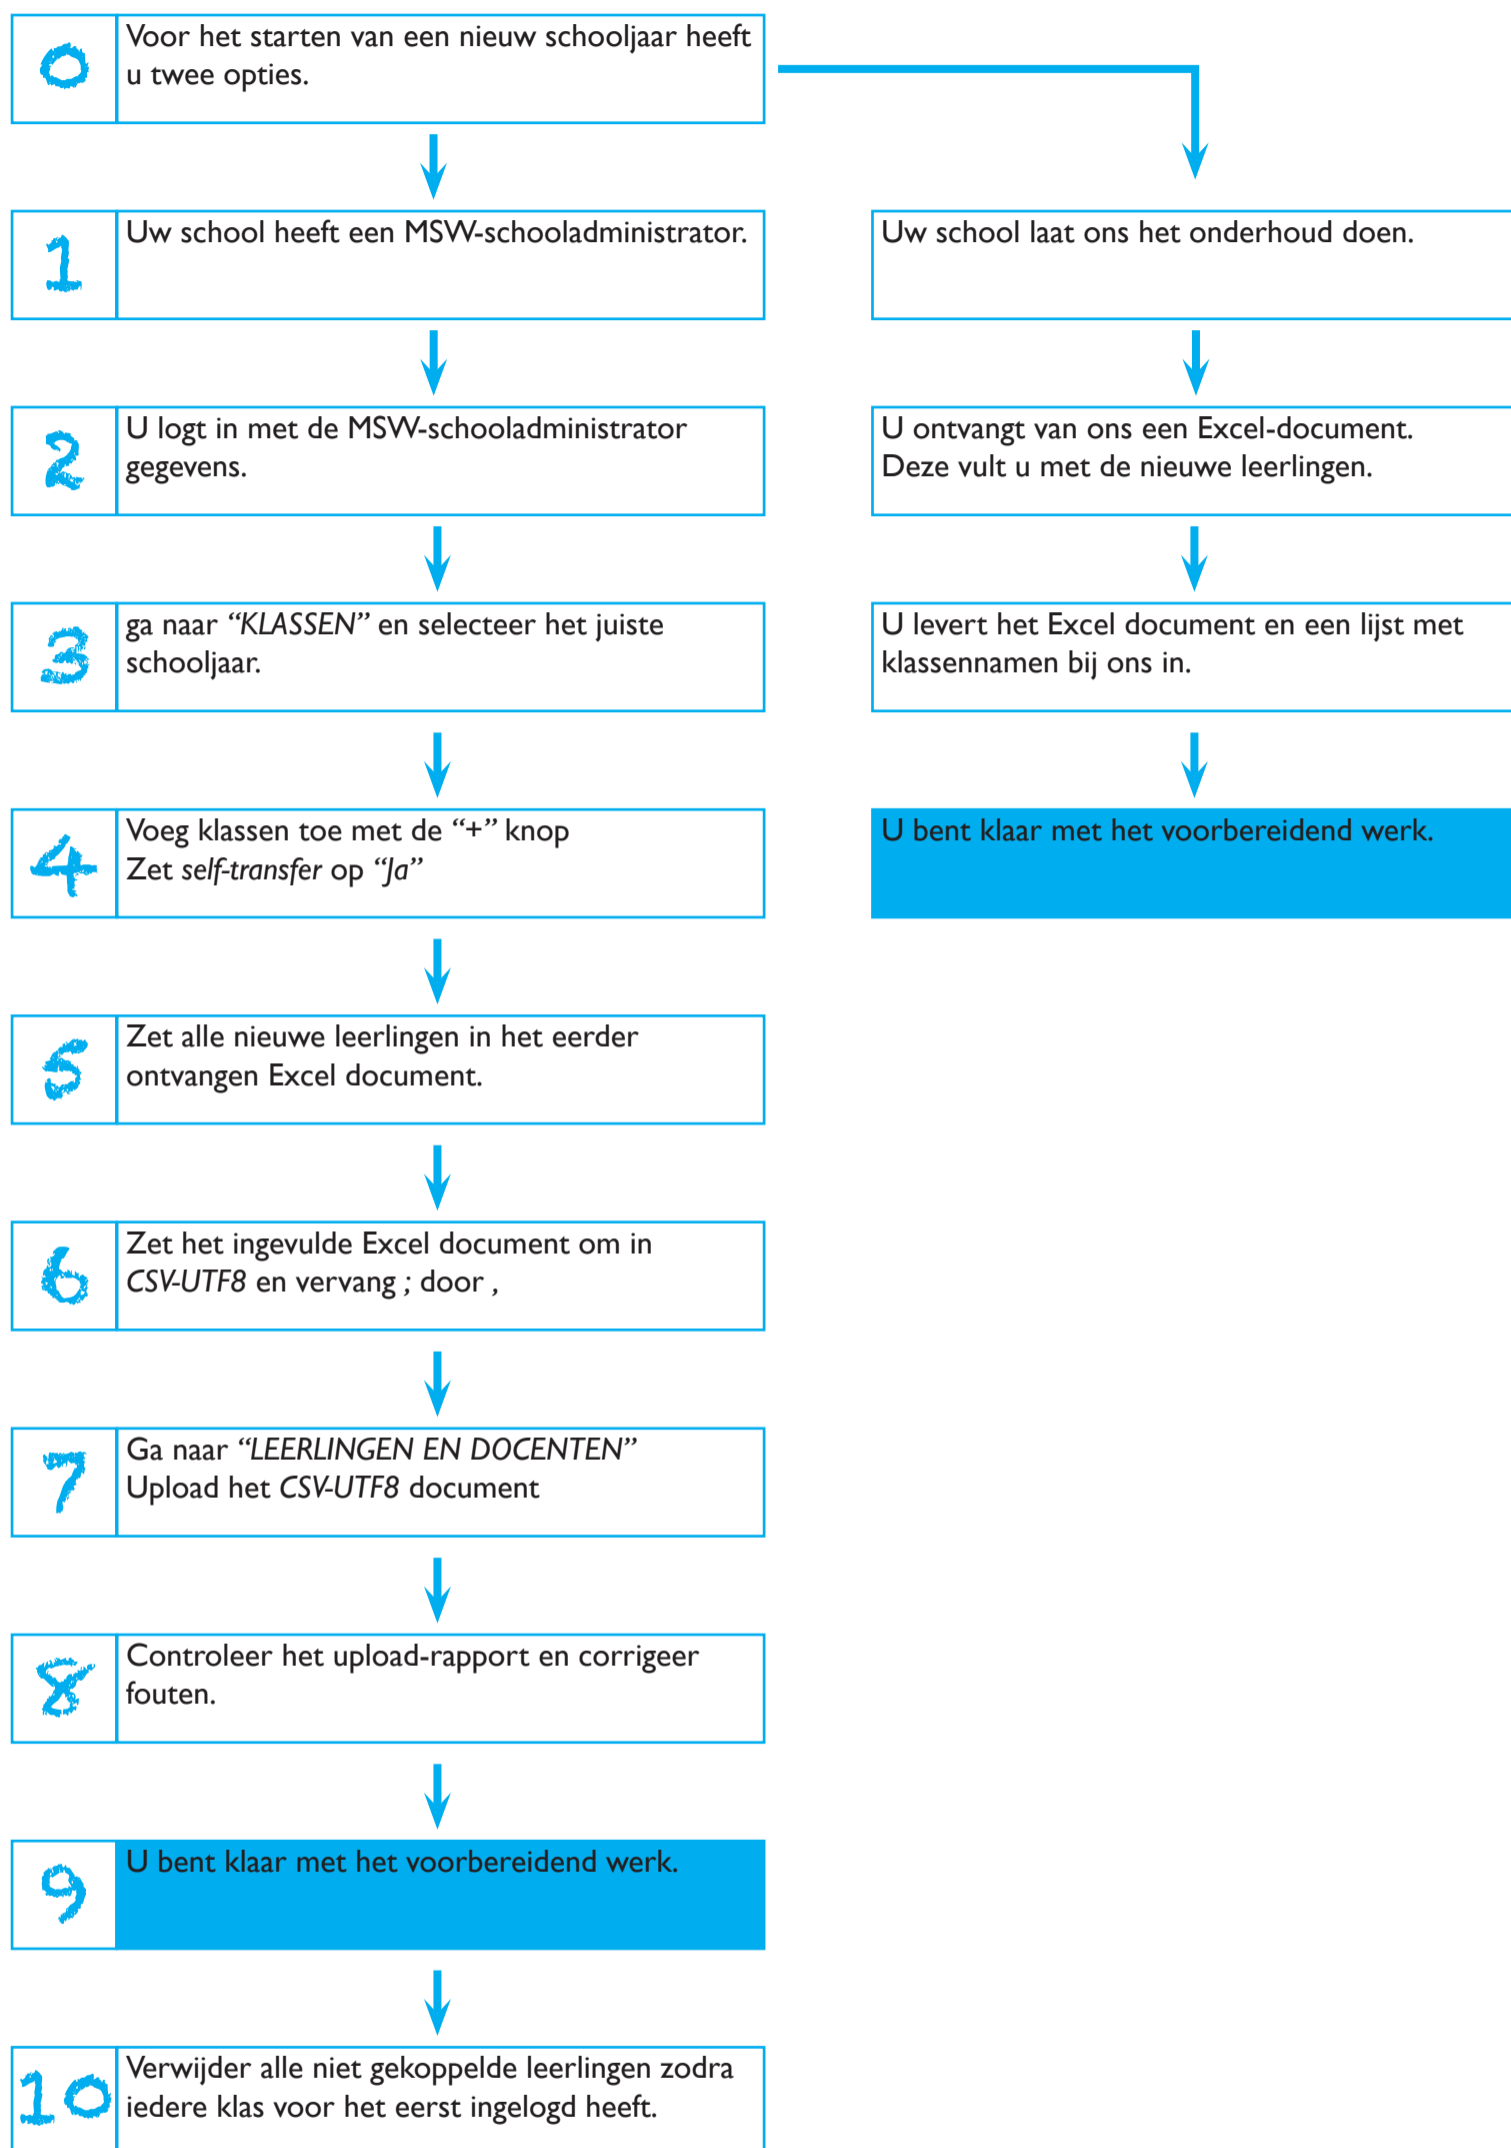 0
Voor het starten van een nieuw schooljaar heeft
u twee opties.
1
Uw school heeft een MSW-schooladministrator.
Uw school laat ons het onderhoud doen.
2
U logt in met de MSW-schooladministrator
gegevens.
U ontvangt van ons een Excel-document.
Deze vult u met de nieuwe leerlingen.
3
ga naar “KLASSEN” en selecteer het juiste
schooljaar.
U levert het Excel document en een lijst met
klassennamen bij ons in.
4
Voeg klassen toe met de “+” knop
Zet self-transfer op “Ja”
U bent klaar met het voorbereidend werk.
5
Zet alle nieuwe leerlingen in het eerder
ontvangen Excel document.
6
Zet het ingevulde Excel document om in
CSV-UTF8 en vervang ; door ,
7
Ga naar “LEERLINGEN EN DOCENTEN”
Upload het CSV-UTF8 document
8
Controleer het upload-rapport en corrigeer
fouten.
9
U bent klaar met het voorbereidend werk.
10
Verwijder alle niet gekoppelde leerlingen zodra
iedere klas voor het eerst ingelogd heeft.